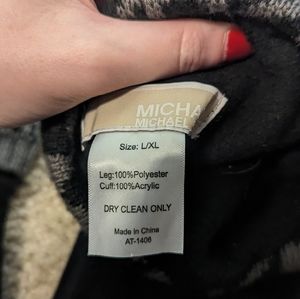 MICHA
MICHAEL
Size: L/XL
Leg:100%Polyester
Cuff:100%Acrylic
DRY CLEAN ONLY
Made in China
AT-1406